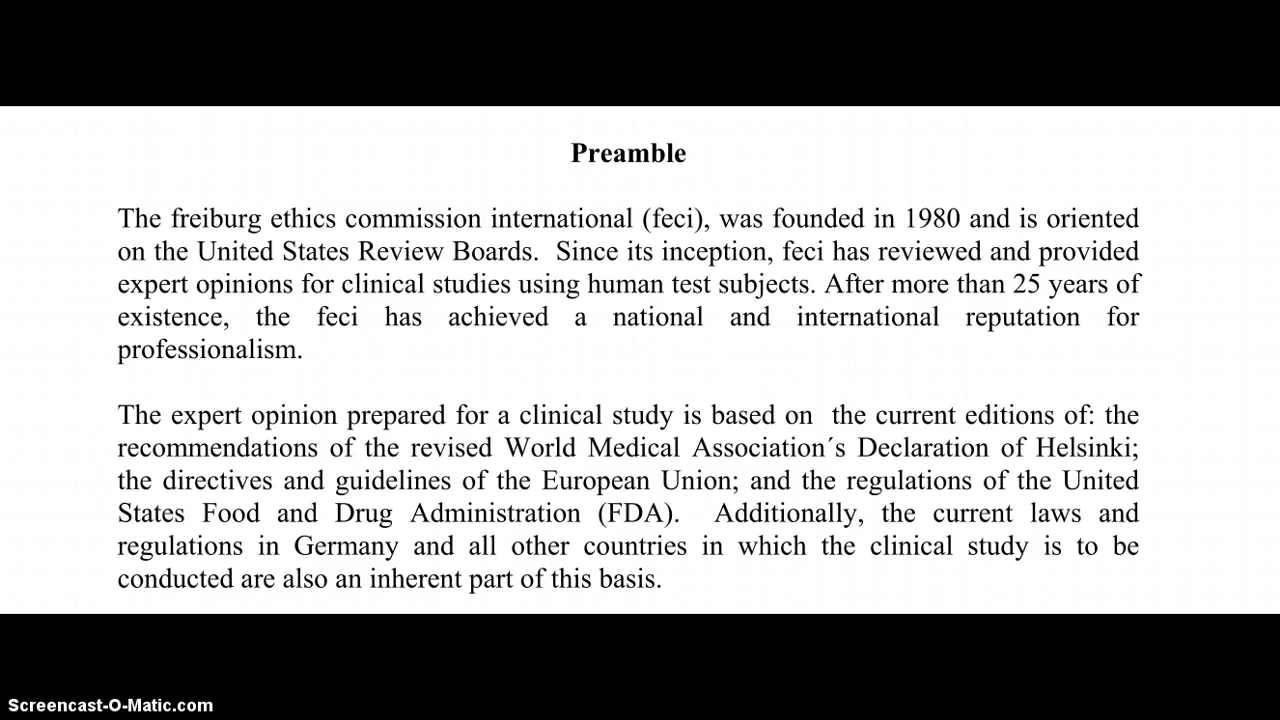 Preamble
The freiburg ethics commission international (feci), was founded in 1980 and is oriented
on the United States Review Boards.  Since its inception, feci has reviewed and provided
expert opinions for clinical studies using human test subjects. After more than 25 years of
existence, the feci has achieved a national and international reputation for
professionalism.
The expert opinion prepared for a clinical study is based on  the current editions of: the
recommendations of the revised World Medical Association´s Declaration of Helsinki;
the directives and guidelines of the European Union; and the regulations of the United
States Food and Drug Administration (FDA).  Additionally, the current laws and
regulations in Germany and all other countries in which the clinical study is to be
conducted are also an inherent part of this basis.
Screencast-O-Matic.com